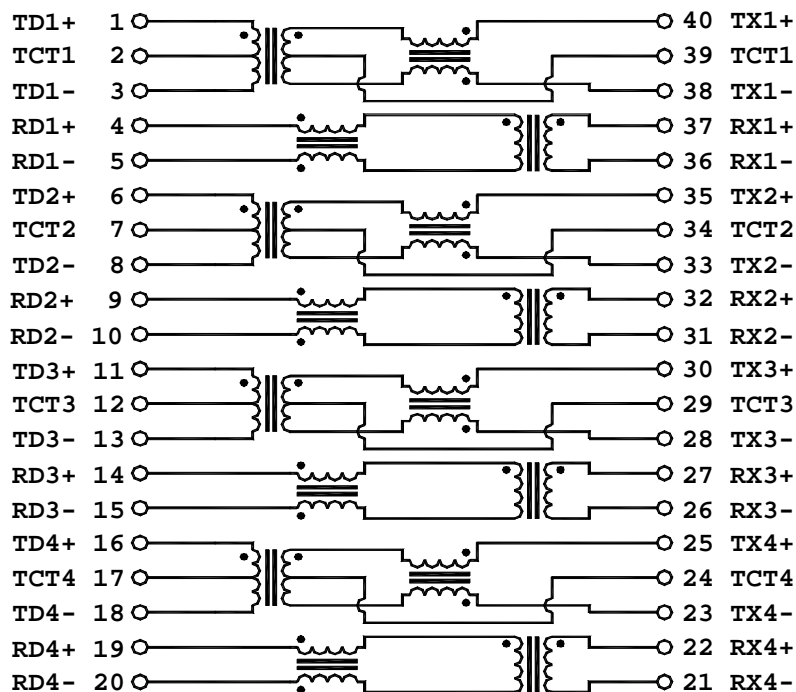 TD1+ 1 40 TX1+
TCT1 2 39 TCT1
TD1- 3 38 TX1-
RD1+ 4 37 RX1+
RD1- 5 36 RX1-
TD2+ 6 35 TX2+
TCT2 7 34 TCT2
TD2- 8 33 TX2-
RD2+ 9 32 RX2+
RD2- 10 31 RX2-
TD3+ 11 30 TX3+
TCT3 12 29 TCT3
TD3- 13 28 TX3-
RD3+ 14 27 RX3+
RD3- 15 26 RX3-
TD4+ 16 25 TX4+
TCT4 17 24 TCT4
TD4- 18 23 TX4-
RD4+ 19 22 RX4+
RD4- 20 21 RX4-